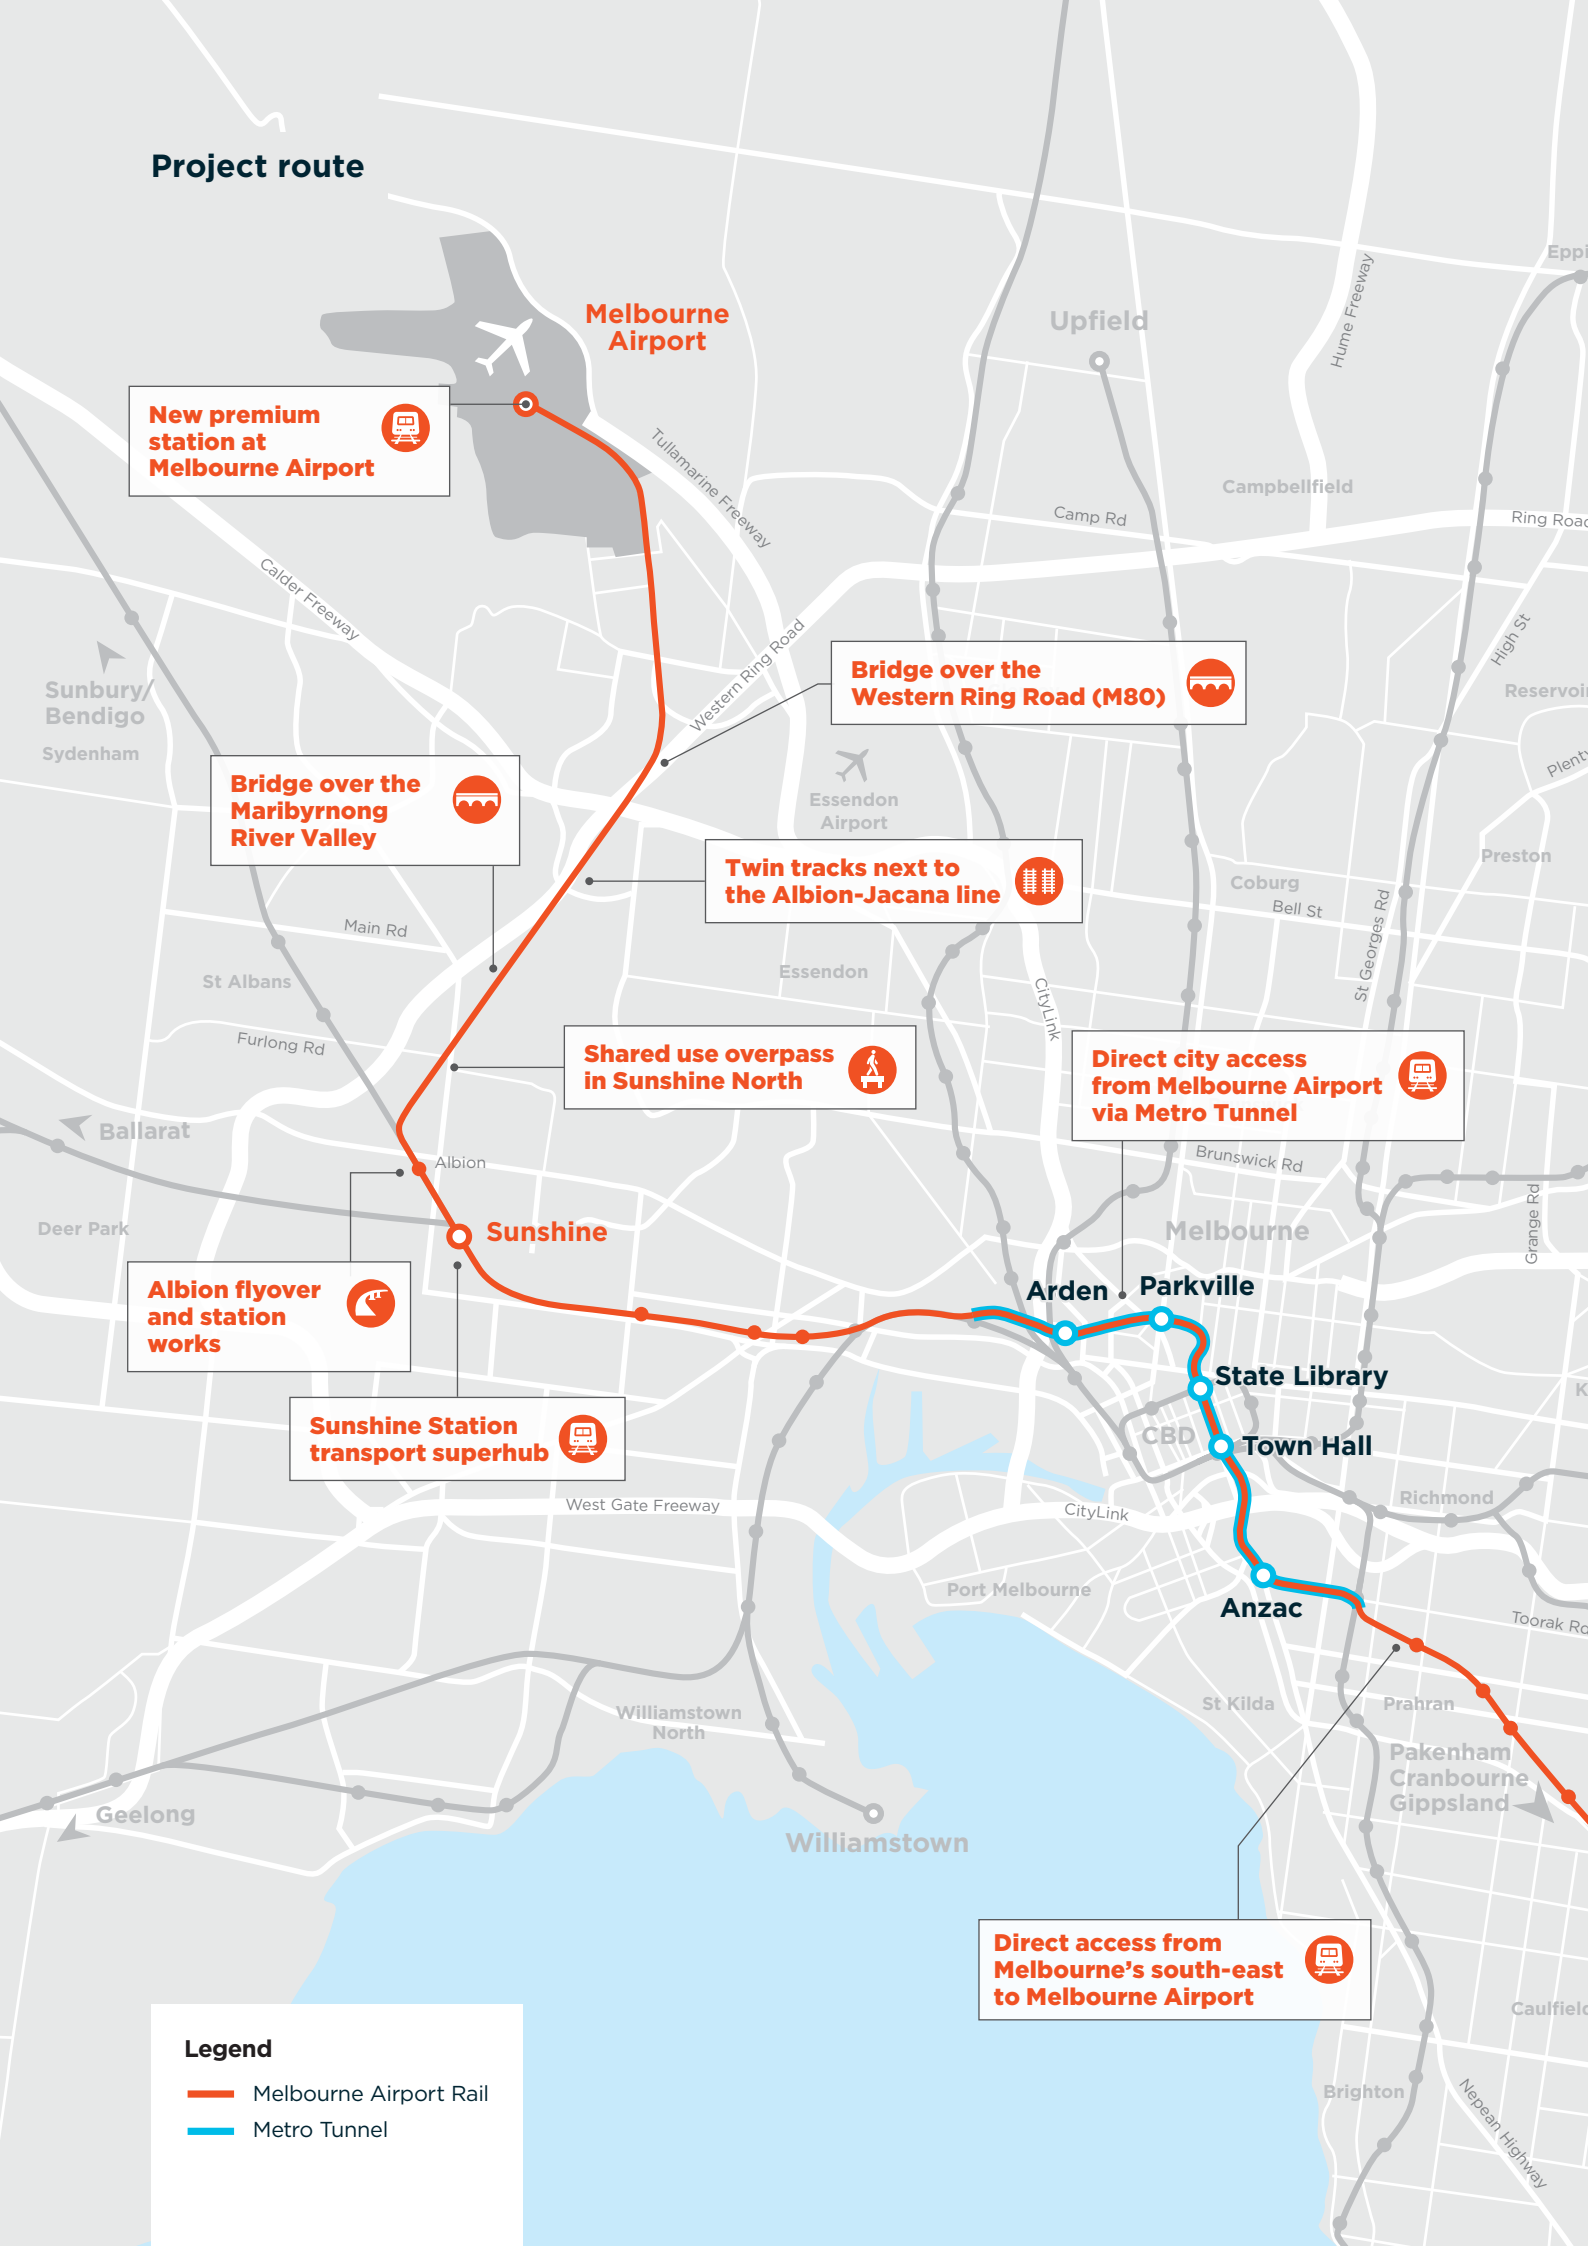 Project route
Eppi
Melbourne
Airport
Upfield
Hume Freeway
New premium
station at
Melbourne Airport
Tullamarine Freeway
Campbellfield
Camp Rd
Ring Road
Calder Freeway
High St
Western Ring Road
Bridge over the
Western Ring Road (M80)
Sunbury/
Bendigo
Sydenham
Reservoi
Plenty
Bridge over the
Maribyrnong
River Valley
Essendon
Airport
Twin tracks next to
the Albion-Jacana line
Preston
Coburg
Bell St
St Georges Rd
Main Rd
St Albans
Essendon
CityLink
Furlong Rd
Shared use overpass
in Sunshine North
Direct city access
from Melbourne Airport
via Metro Tunnel
Ballarat
Albion
Brunswick Rd
Grange Rd
Deer Park
Sunshine
Melbourne
Albion flyover
and station
works
Arden
Parkville
State Library
K
Sunshine Station
transport superhub
CBD
Town Hall
West Gate Freeway
CityLink
Richmond
Port Melbourne
Anzac
Toorak Rd
Williamstown
North
St Kilda
Prahran
Pakenham
Cranbourne
Gippsland
Geelong
Williamstown
Direct access from
Melbourne's south-east
to Melbourne Airport
Caulfield
Legend
Melbourne Airport Rail
Metro Tunnel
Brighton
Nepean Highway